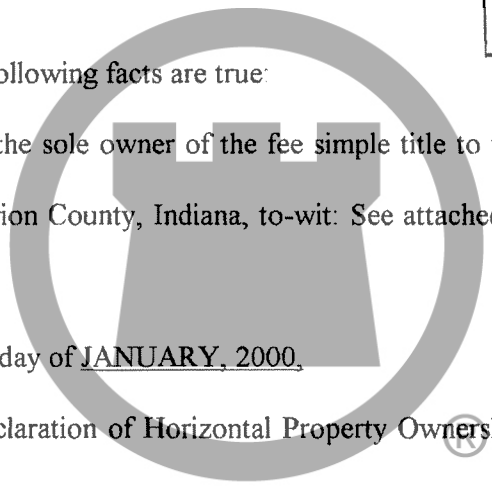 ollowing facts are true:
the sole owner of the fee simple title to
ion County, Indiana, to-wit: See attached
day of JANUARY, 2000,
claration of Horizontal Property Owners
®